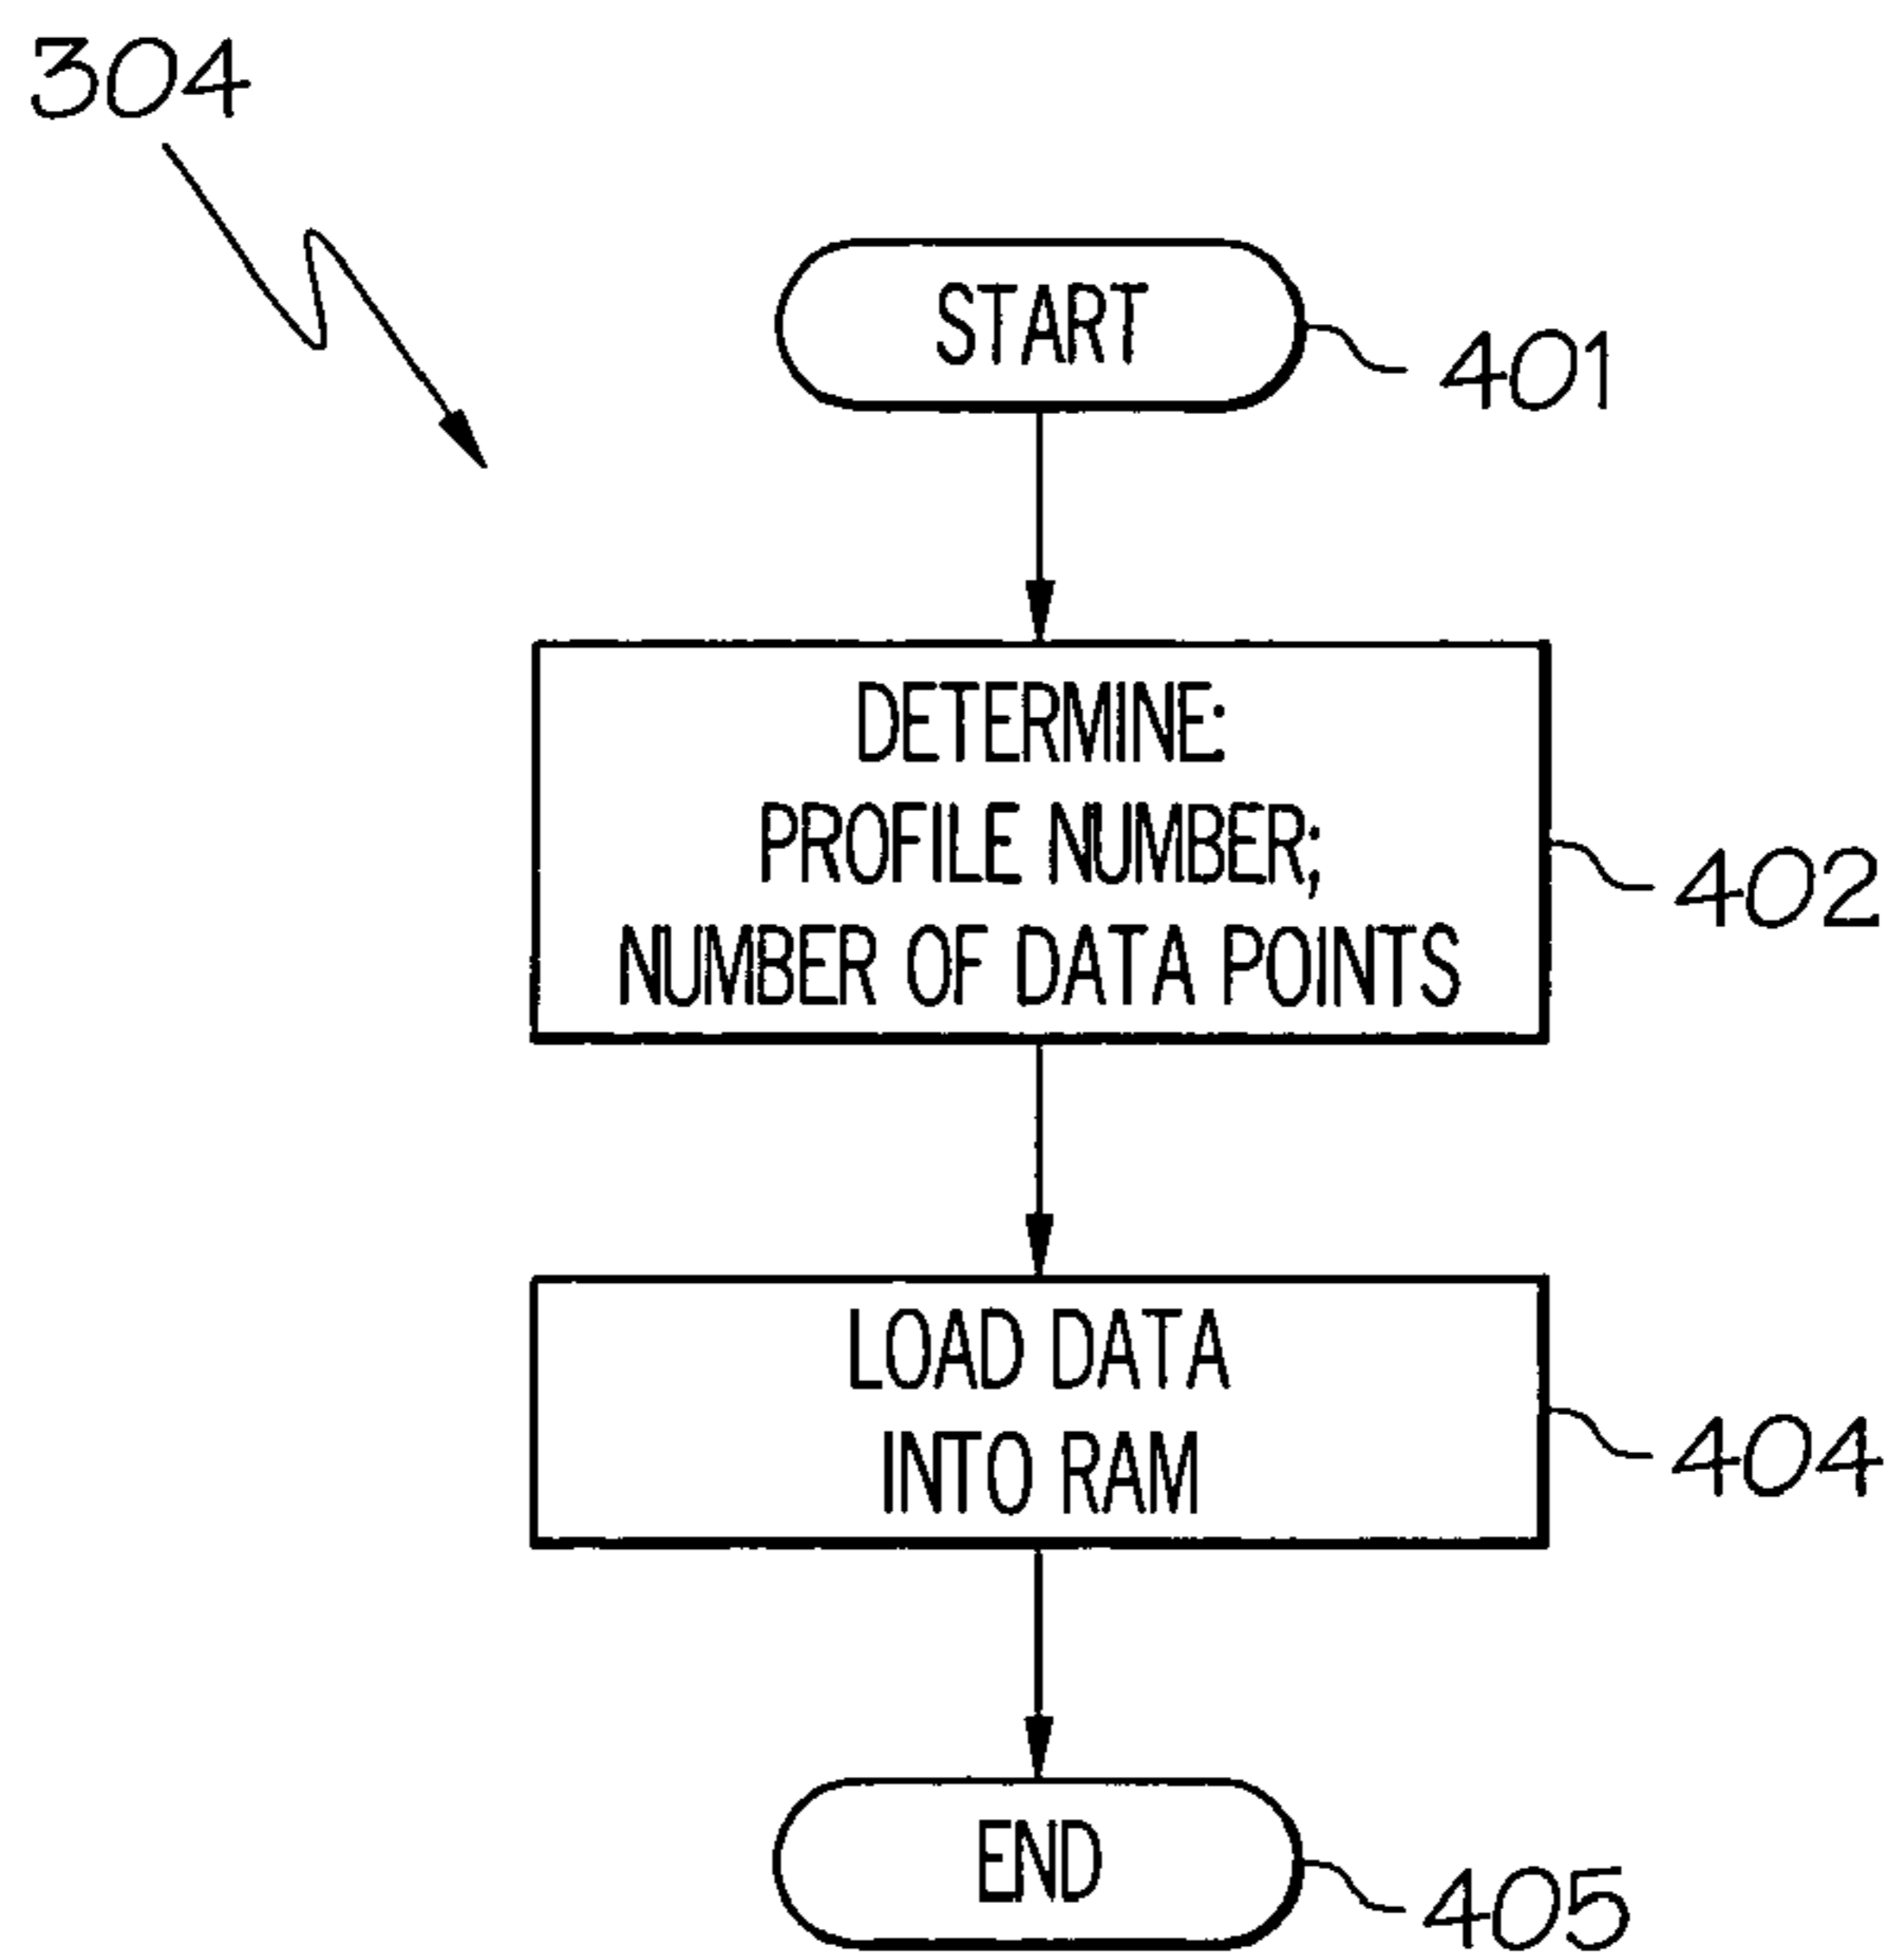 304
START
401
DETERMINE:
PROFILE NUMBER;
NUMBER OF DATA POINTS
402
LOAD DATA
INTO RAM
404
END
405